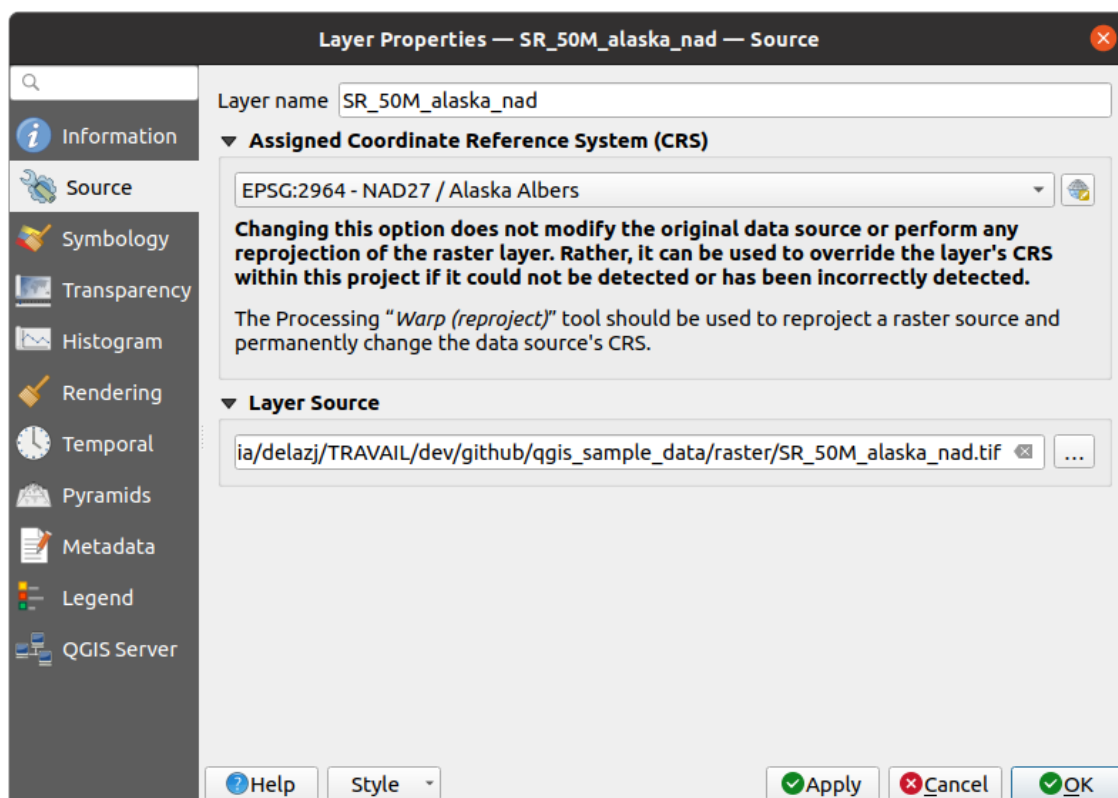 Layer Properties — SR_50M_alaska_nad — Source
Information
Source
Symbology
Transparency
Histogram
Rendering
Temporal
Pyramids
Metadata
Legend
QGIS Server
Layer name SR_50M_alaska_nad
Assigned Coordinate Reference System (CRS)
EPSG:2964 - NAD27 / Alaska Albers
Changing this option does not modify the original data source or perform any
reprojection of the raster layer. Rather, it can be used to override the layer's CRS
within this project if it could not be detected or has been incorrectly detected.
The Processing “Warp (reproject)” tool should be used to reproject a raster source and
permanently change the data source's CRS.
Layer Source
ia/delazj/TRAVAIL/dev/github/qgis_sample_data/raster/SR_50M_alaska_nad.tif
...
Help Style Apply Cancel OK